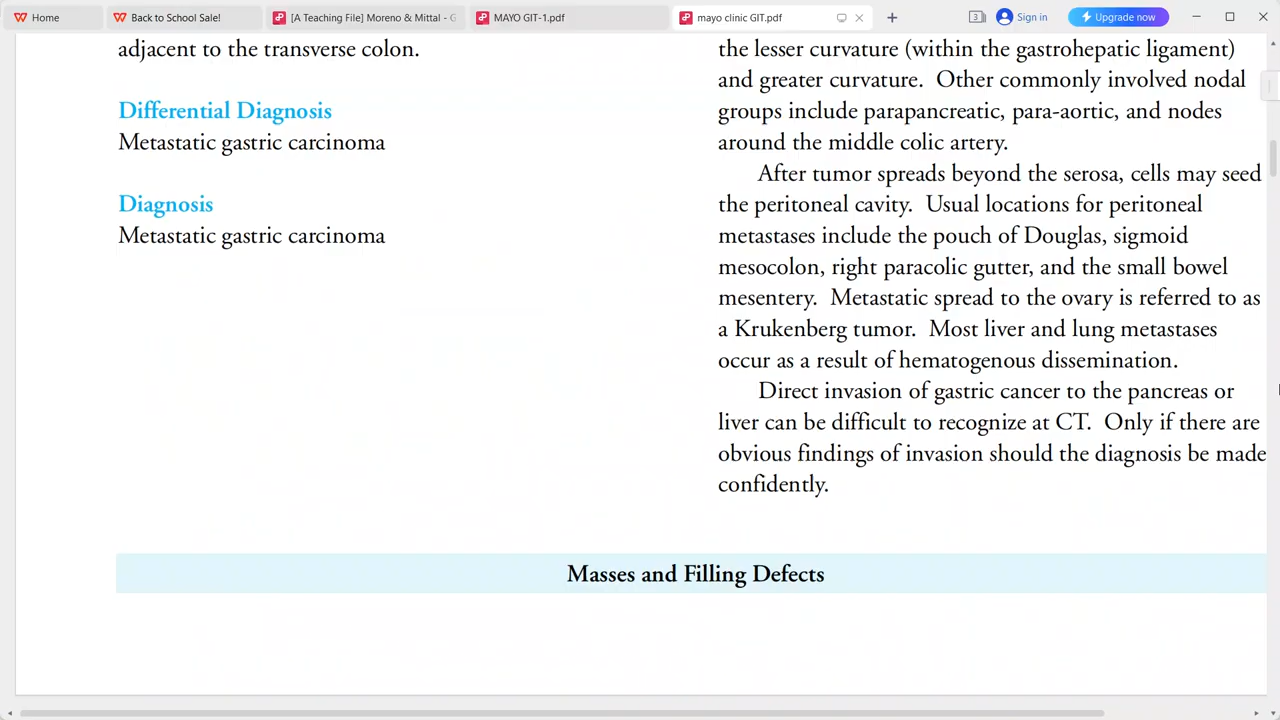 Home
Back to School Sale!
[A Teaching File] Moreno & Mittal - G
MAYO GIT-1.pdf
mayo clinic GIT.pdf
3
Sign in
Upgrade now
adjacent to the transverse colon.
Differential Diagnosis
Metastatic gastric carcinoma
Diagnosis
Metastatic gastric carcinoma
the lesser curvature (within the gastrohepatic ligament)
and greater curvature. Other commonly involved nodal
groups include parapancreatic, para-aortic, and nodes
around the middle colic artery.
After tumor spreads beyond the serosa, cells may seed
the peritoneal cavity. Usual locations for peritoneal
metastases include the pouch of Douglas, sigmoid
mesocolon, right paracolic gutter, and the small bowel
mesentery. Metastatic spread to the ovary is referred to as
a Krukenberg tumor. Most liver and lung metastases
occur as a result of hematogenous dissemination.
Direct invasion of gastric cancer to the pancreas or
liver can be difficult to recognize at CT. Only if there are
obvious findings of invasion should the diagnosis be made
confidently.
Masses and Filling Defects